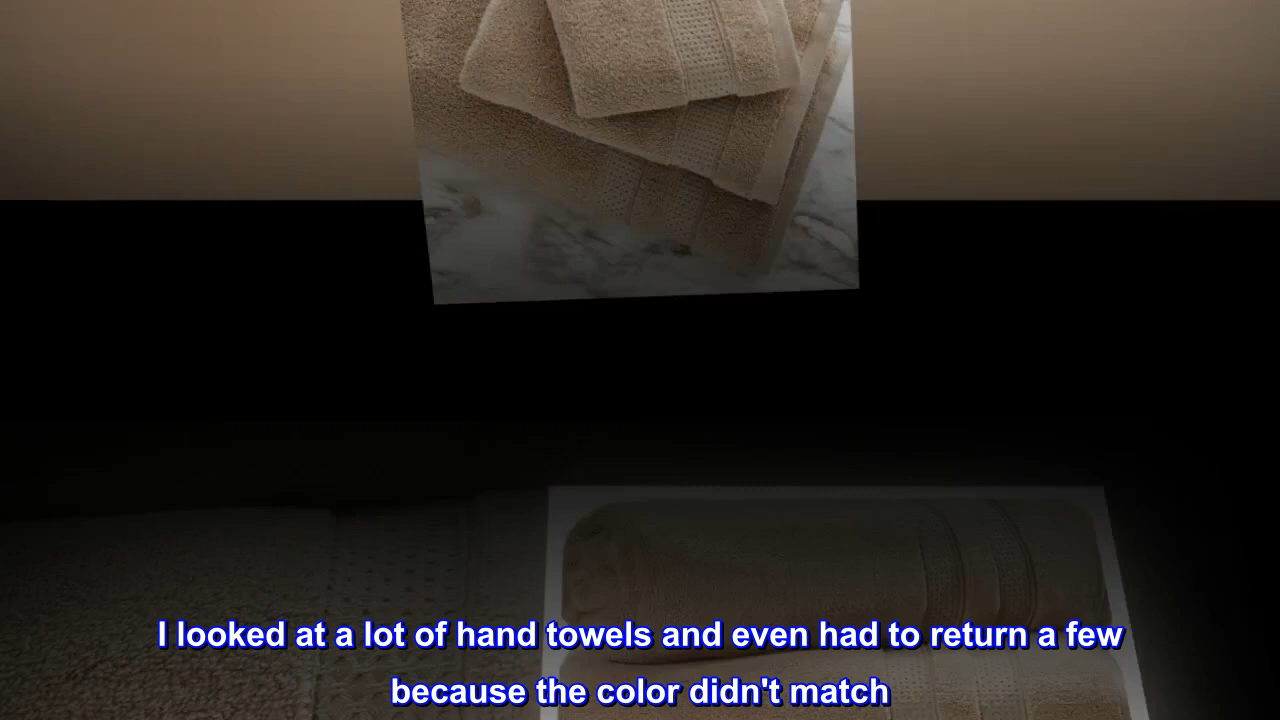 I looked at a lot of hand towels and even had to return a few
because the color didn't match